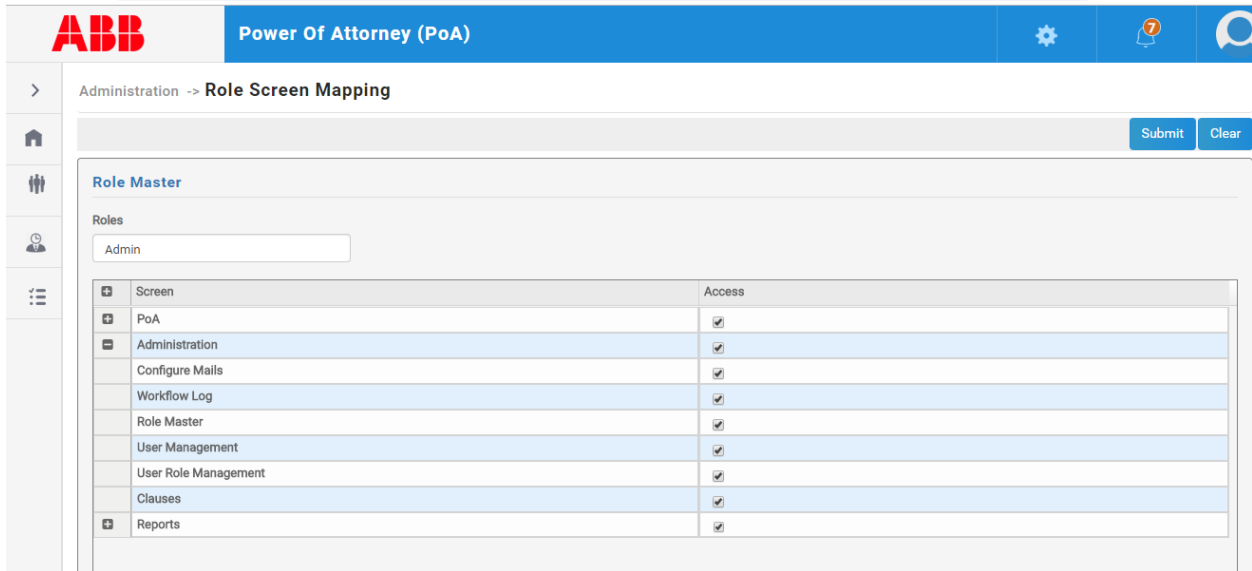 ABB
Power Of Attorney (PoA)
7
Administration -> Role Screen Mapping
Submit
Clear
Role Master
Roles
Admin
Screen Access
PoA
Administration
Configure Mails
Workflow Log
Role Master
User Management
User Role Management
Clauses
Reports